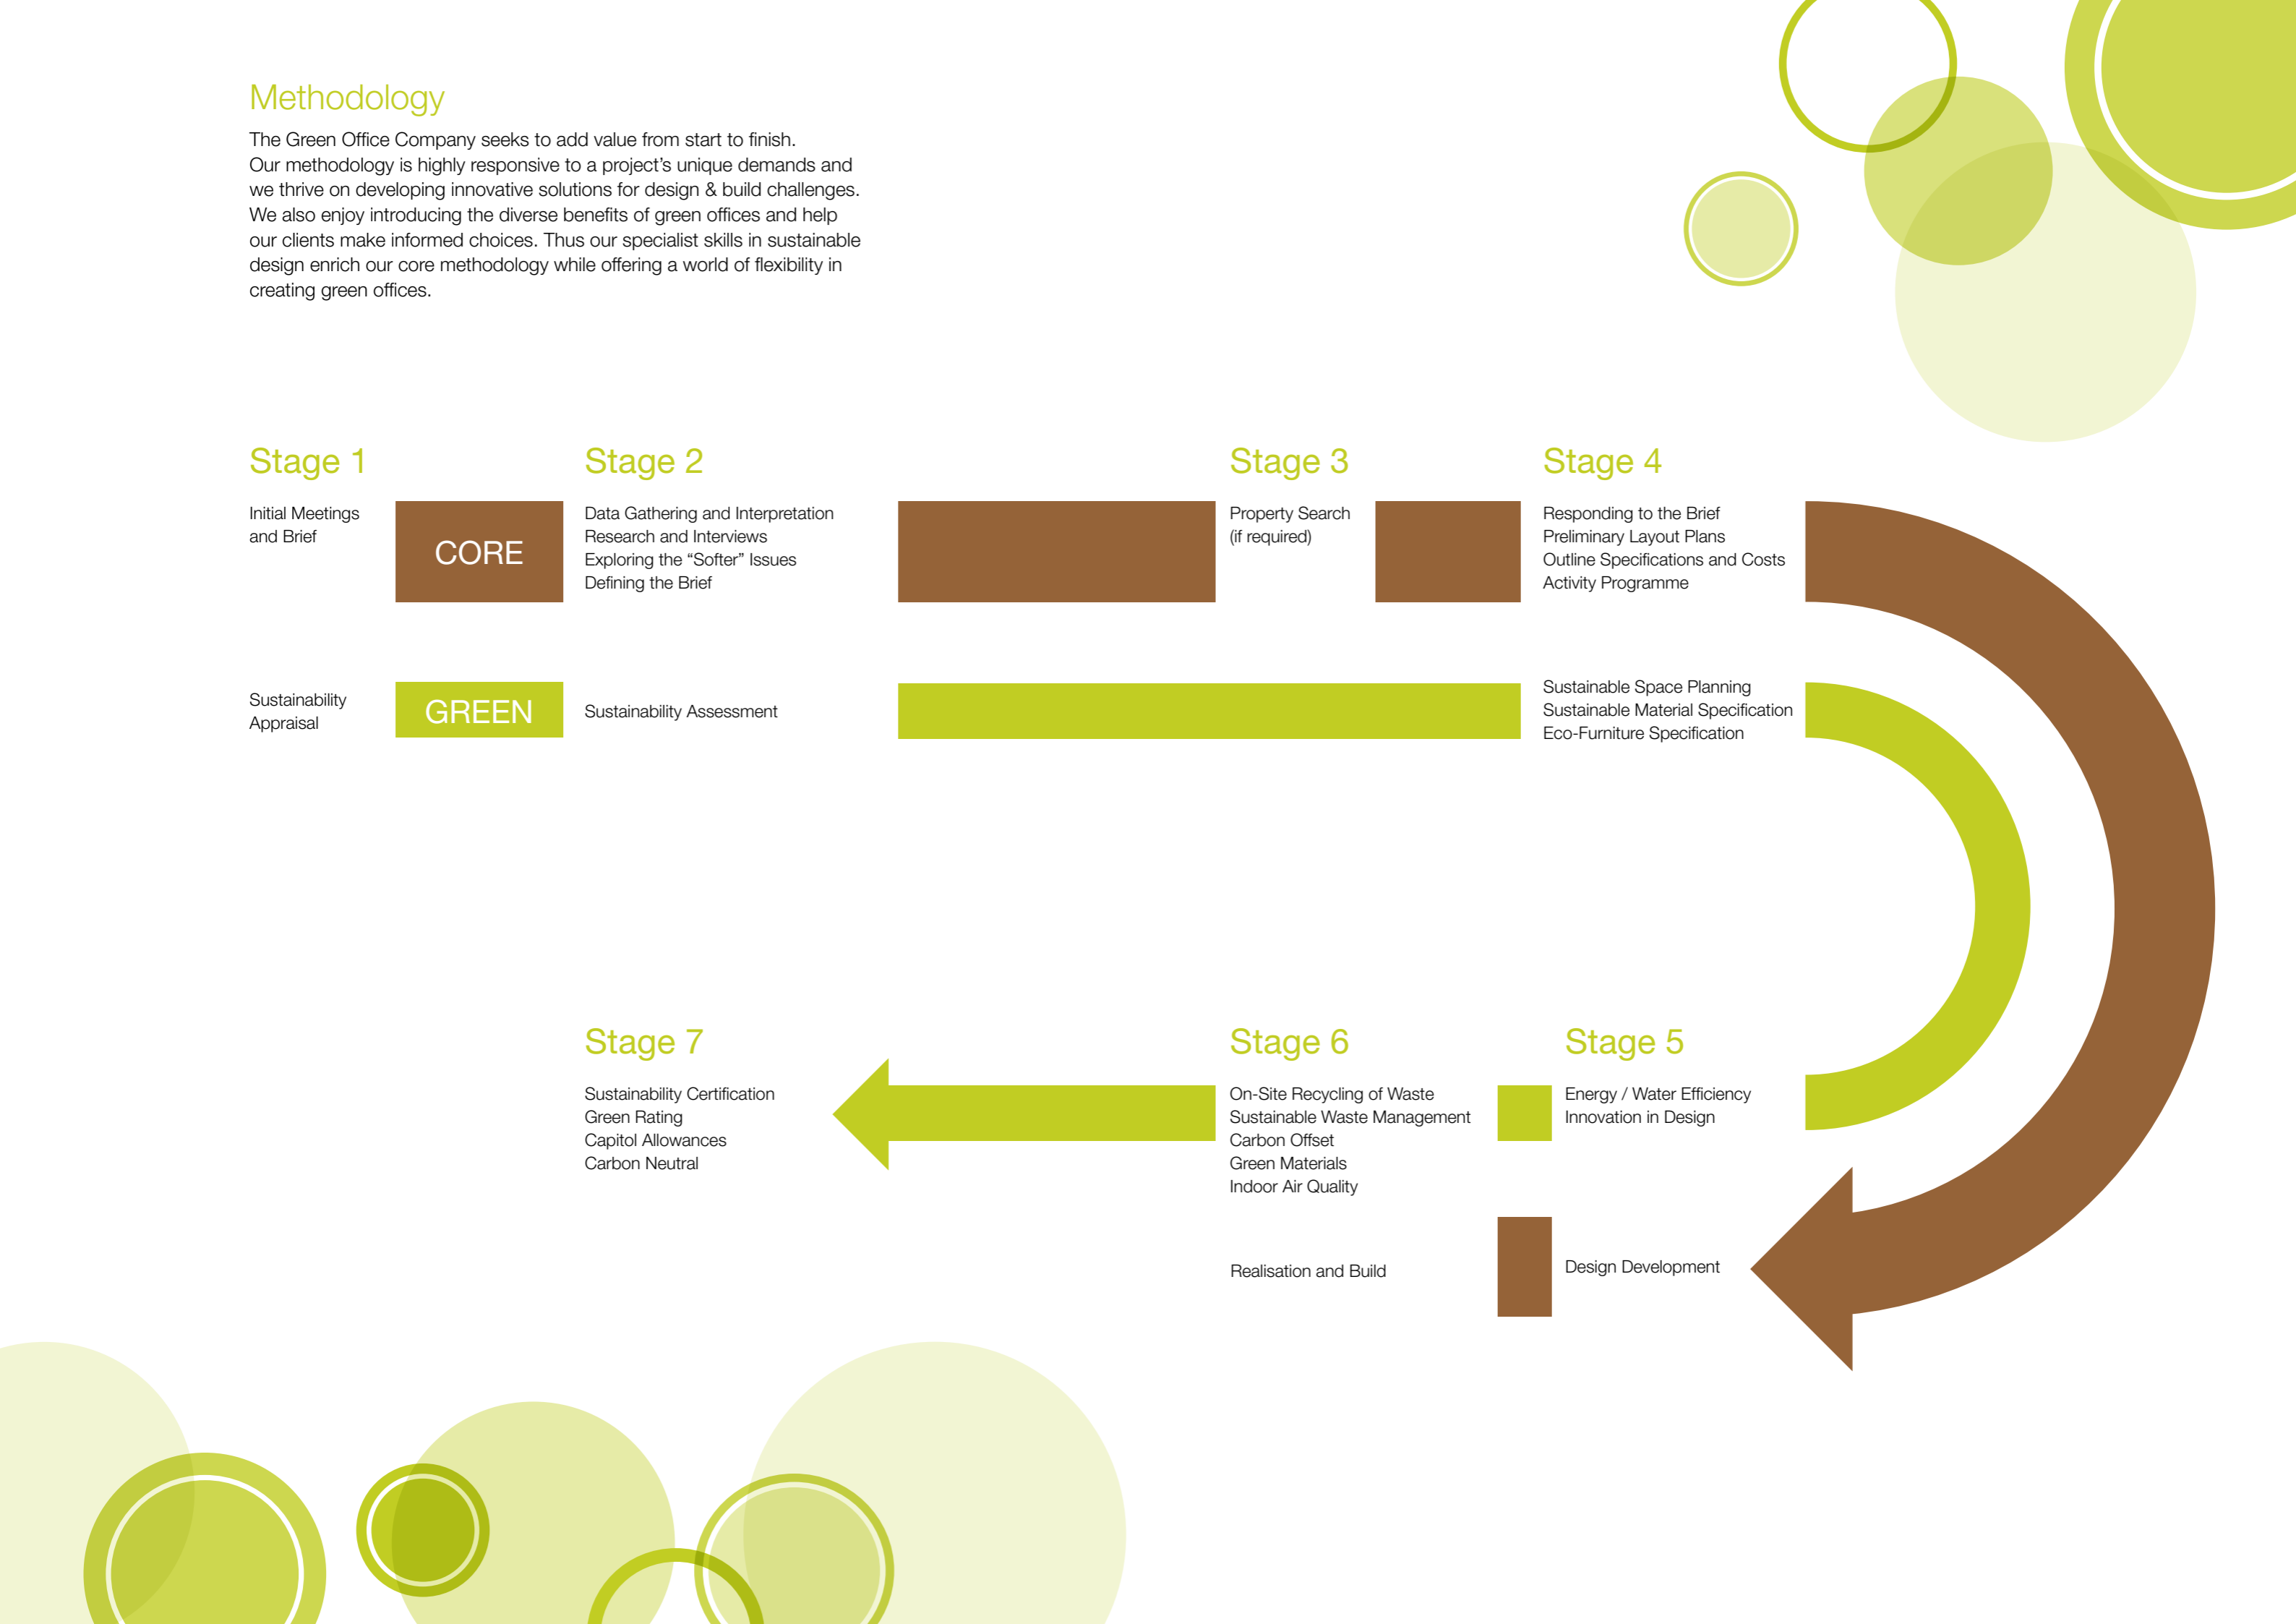 Methodology
The Green Office Company seeks to add value from start to finish.
Our methodology is highly responsive to a project’s unique demands and
we thrive on developing innovative solutions for design & build challenges.
We also enjoy introducing the diverse benefits of green offices and help
our clients make informed choices. Thus our specialist skills in sustainable
design enrich our core methodology while offering a world of flexibility in
creating green offices.
Stage 1
Initial Meetings
and Brief
CORE
Sustainability
Appraisal
GREEN
Stage 2
Data Gathering and Interpretation
Research and Interviews
Exploring the “Softer” Issues
Defining the Brief
Sustainability Assessment
Stage 3
Property Search
(if required)
Stage 4
Responding to the Brief
Preliminary Layout Plans
Outline Specifications and Costs
Activity Programme
Sustainable Space Planning
Sustainable Material Specification
Eco-Furniture Specification
Stage 5
Energy / Water Efficiency
Innovation in Design
Design Development
Stage 6
On-Site Recycling of Waste
Sustainable Waste Management
Carbon Offset
Green Materials
Indoor Air Quality
Realisation and Build
Stage 7
Sustainability Certification
Green Rating
Capitol Allowances
Carbon Neutral